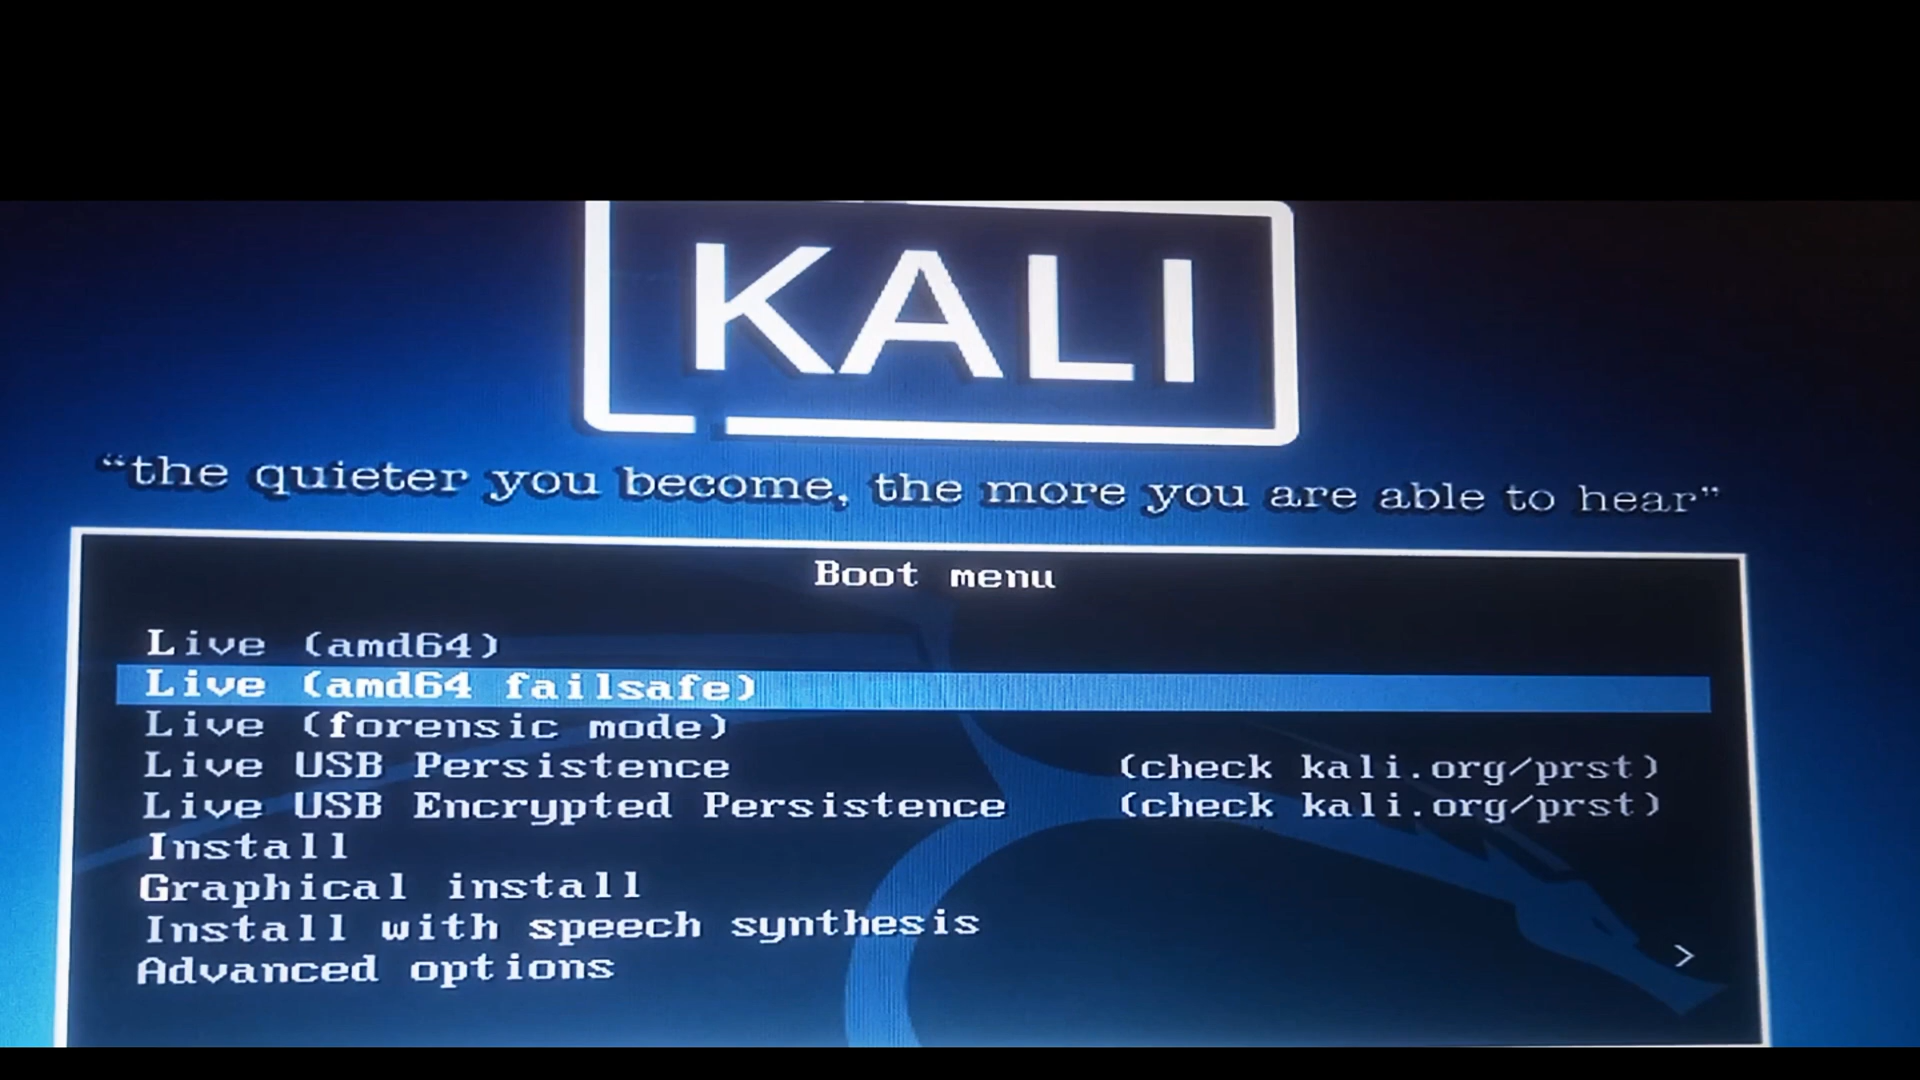 KALI
“the quieter you become, the more you are able to hear”
Boot menu
Live (amd64)
Live (amd64 failsafe)
Live (forensic mode)
Live USB Persistence (check kali.org/prst)
Live USB Encrypted Persistence (check kali.org/prst)
Install
Graphical install
Install with speech synthesis
Advanced options >